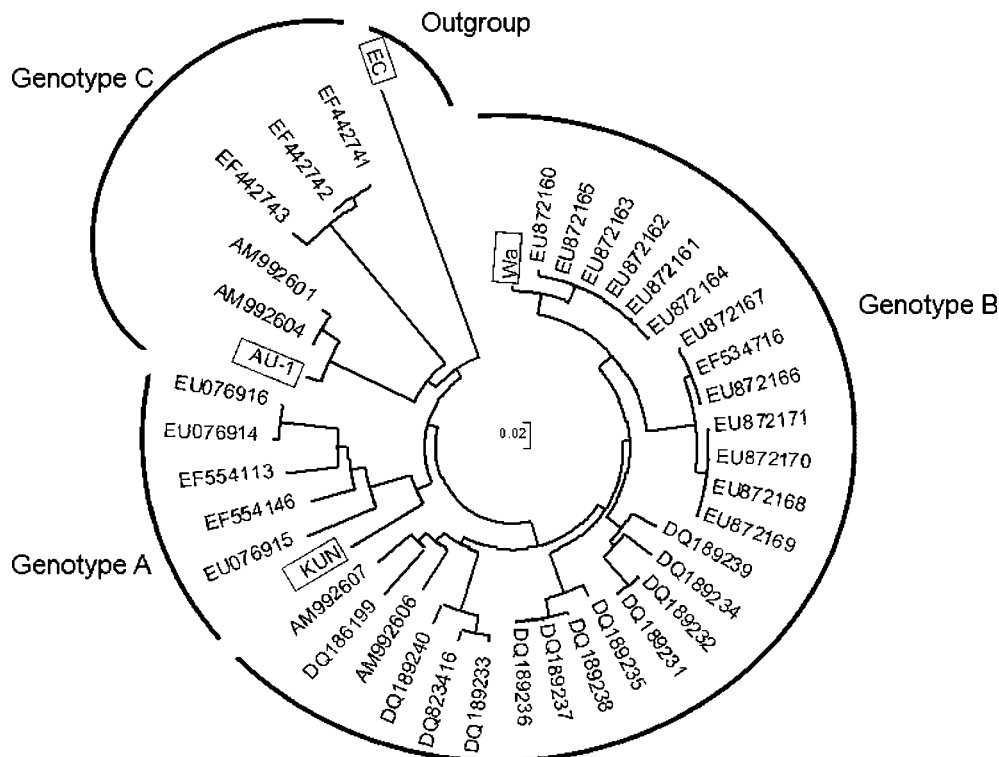 Outgroup
Genotype C
EC
EF442741
EF442742
EF442743
AM992601
AM992604
AU-1
Genotype B
Wa
EU872160
EU872165
EU872163
EU872162
EU872161
EU872164
EU872167
EF534716
EU872166
EU872171
EU872170
EU872168
EU872169
DQ189239
DQ189234
DQ189232
DQ189231
DQ189235
DQ189238
DQ189237
DQ189236
DQ189233
DQ823416
DQ189240
AM992606
DQ186199
AM992607
Genotype A
KUN
EU076915
EF554146
EF554113
EU076914
EU076916
0.02